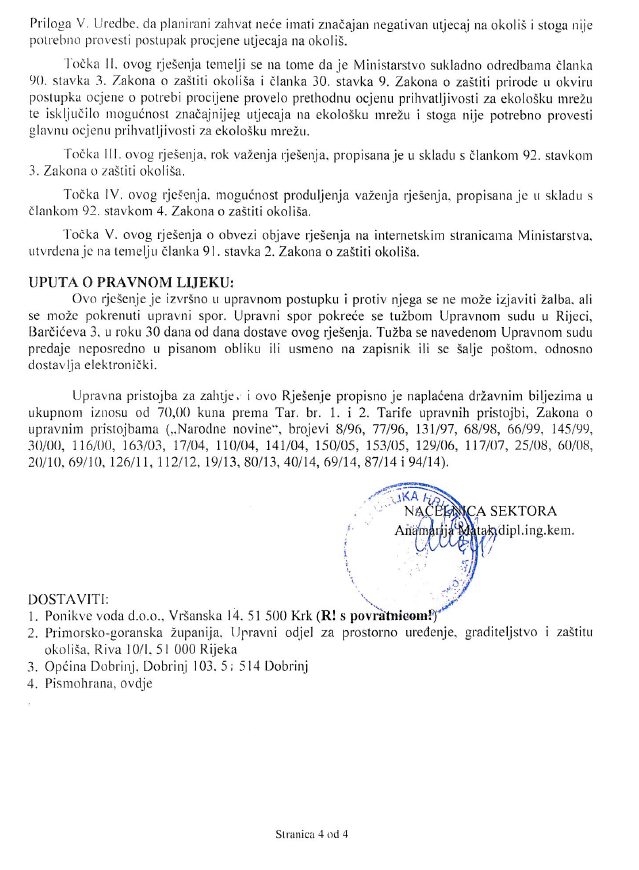 Priloga V. Uredbe, da planirani zahvat neće imati značajan negativan utjecaj na okoliš i stoga nije
potrebno provesti postupak procjene utjecaja na okoliš.
Točka II. ovog rješenja temelji se na tome da je Ministarstvo sukladno odredbama članka
90. stavka 3. Zakona o zaštiti okoliša i članka 30. stavka 9. Zakona o zaštiti prirode u okviru
postupka ocjene o potrebi procijene provelo prethodnu ocjenu prihvatljivosti za ekološku mrežu
te isključilo mogućnost značajnijeg utjecaja na ekološku mrežu i stoga nije potrebno provesti
glavnu ocjenu prihvatljivosti za ekološku mrežu.
Točka III. ovog rješenja, rok važenja rješenja, propisana je u skladu s člankom 92. stavkom
3. Zakona o zaštiti okoliša.
Točka IV. ovog rješenja, mogućnost produljenja važenja rješenja, propisana je u skladu s
člankom 92. stavkom 4. Zakona o zaštiti okoliša.
Točka V. ovog rješenja o obvezi objave rješenja na internetskim stranicama Ministarstva,
utvrđena je na temelju članka 91. stavka 2. Zakona o zaštiti okoliša.
UPUTA O PRAVNOM LIJEKU:
Ovo rješenje je izvršno u upravnom postupku i protiv njega se ne može izjaviti žalba, ali
se može pokrenuti upravni spor. Upravni spor pokreće se tužbom Upravnom sudu u Rijeci,
Barčićeva 3, u roku 30 dana od dana dostave ovog rješenja. Tužba se navedenom Upravnom sudu
predaje neposredno u pisanom obliku ili usmeno na zapisnik ili se šalje poštom, odnosno
dostavlja elektronički.
Upravna pristojba za zahtjev i ovo Rješenje propisno je naplaćena državnim biljezima u
ukupnom iznosu od 70,00 kuna prema Tar. br. 1. i 2. Tarife upravnih pristojbi, Zakona o
upravnim pristojbama („Narodne novine“, brojevi 8/96, 77/96, 131/97, 68/98, 66/99, 145/99,
30/00, 116/00, 163/03, 17/04, 110/04, 141/04, 150/05, 153/05, 129/06, 117/07, 25/08, 60/08,
20/10, 69/10, 126/11, 112/12, 19/13, 80/13, 40/14, 69/14, 87/14 i 94/14).
NAČELNICA SEKTORA
Anamarija Matak, dipl.ing.kem.
DOSTAVITI:
1. Ponikve voda d.o.o., Vršanska 14, 51 500 Krk (R! s povratnicom!)
2. Primorsko-goranska županija, Upravni odjel za prostorno uređenje, graditeljstvo i zaštitu
okoliša, Riva 10/1, 51 000 Rijeka
3. Općina Dobrinj, Dobrinj 103, 51 514 Dobrinj
4. Pismohrana, ovdje
Stranica 4 od 4